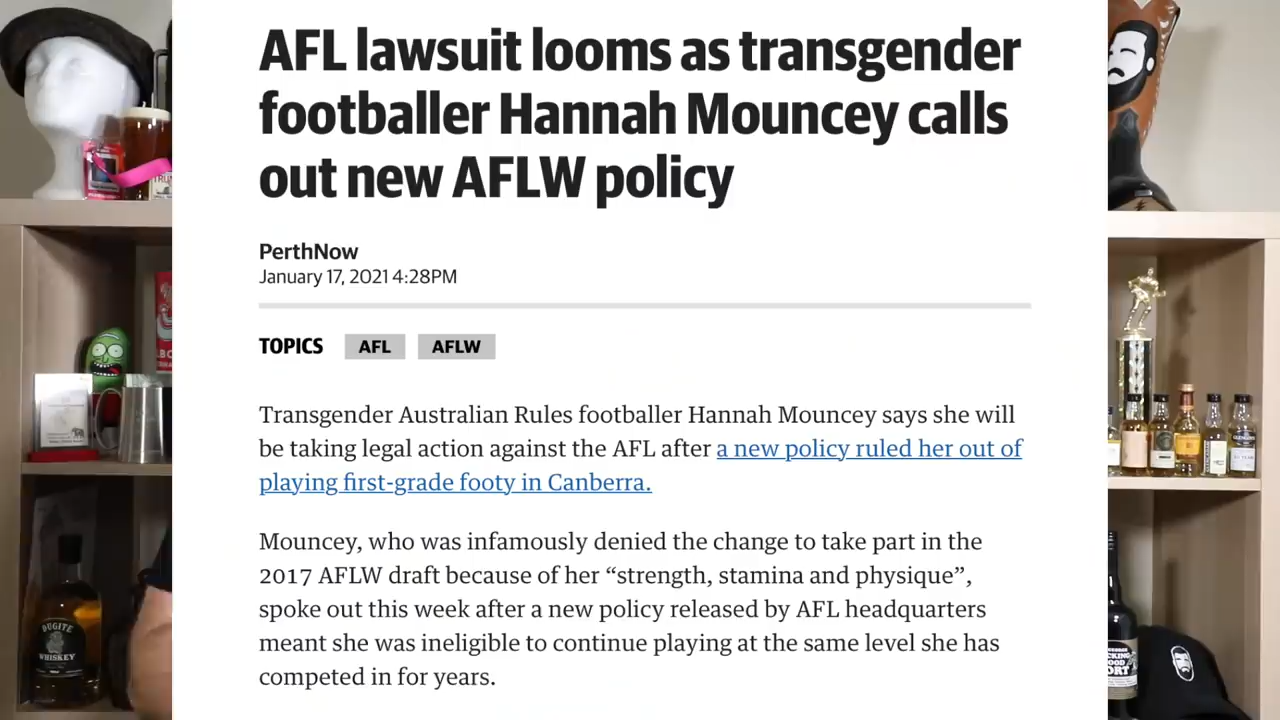 AFL lawsuit looms as transgender
footballer Hannah Mouncey calls
out new AFLW policy
PerthNow
January 17, 2021 4:28PM
TOPICS AFL AFLW
Transgender Australian Rules footballer Hannah Mouncey says she will
be taking legal action against the AFL after a new policy ruled her out of
playing first-grade footy in Canberra.
Mouncey, who was infamously denied the change to take part in the
2017 AFLW draft because of her “strength, stamina and physique”,
spoke out this week after a new policy released by AFL headquarters
meant she was ineligible to continue playing at the same level she has
competed in for years.
DUGITE
WHISKEY